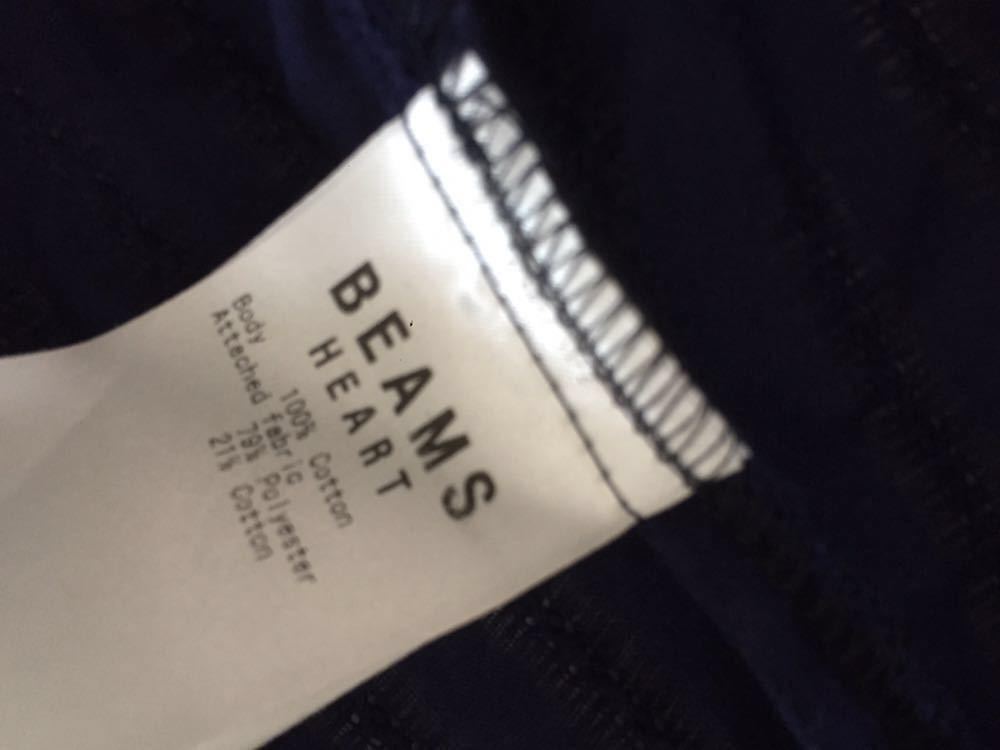 BEAMS
HEART
Body
100% Cotton
Attached fabric
79% Polyester
21% Cotton